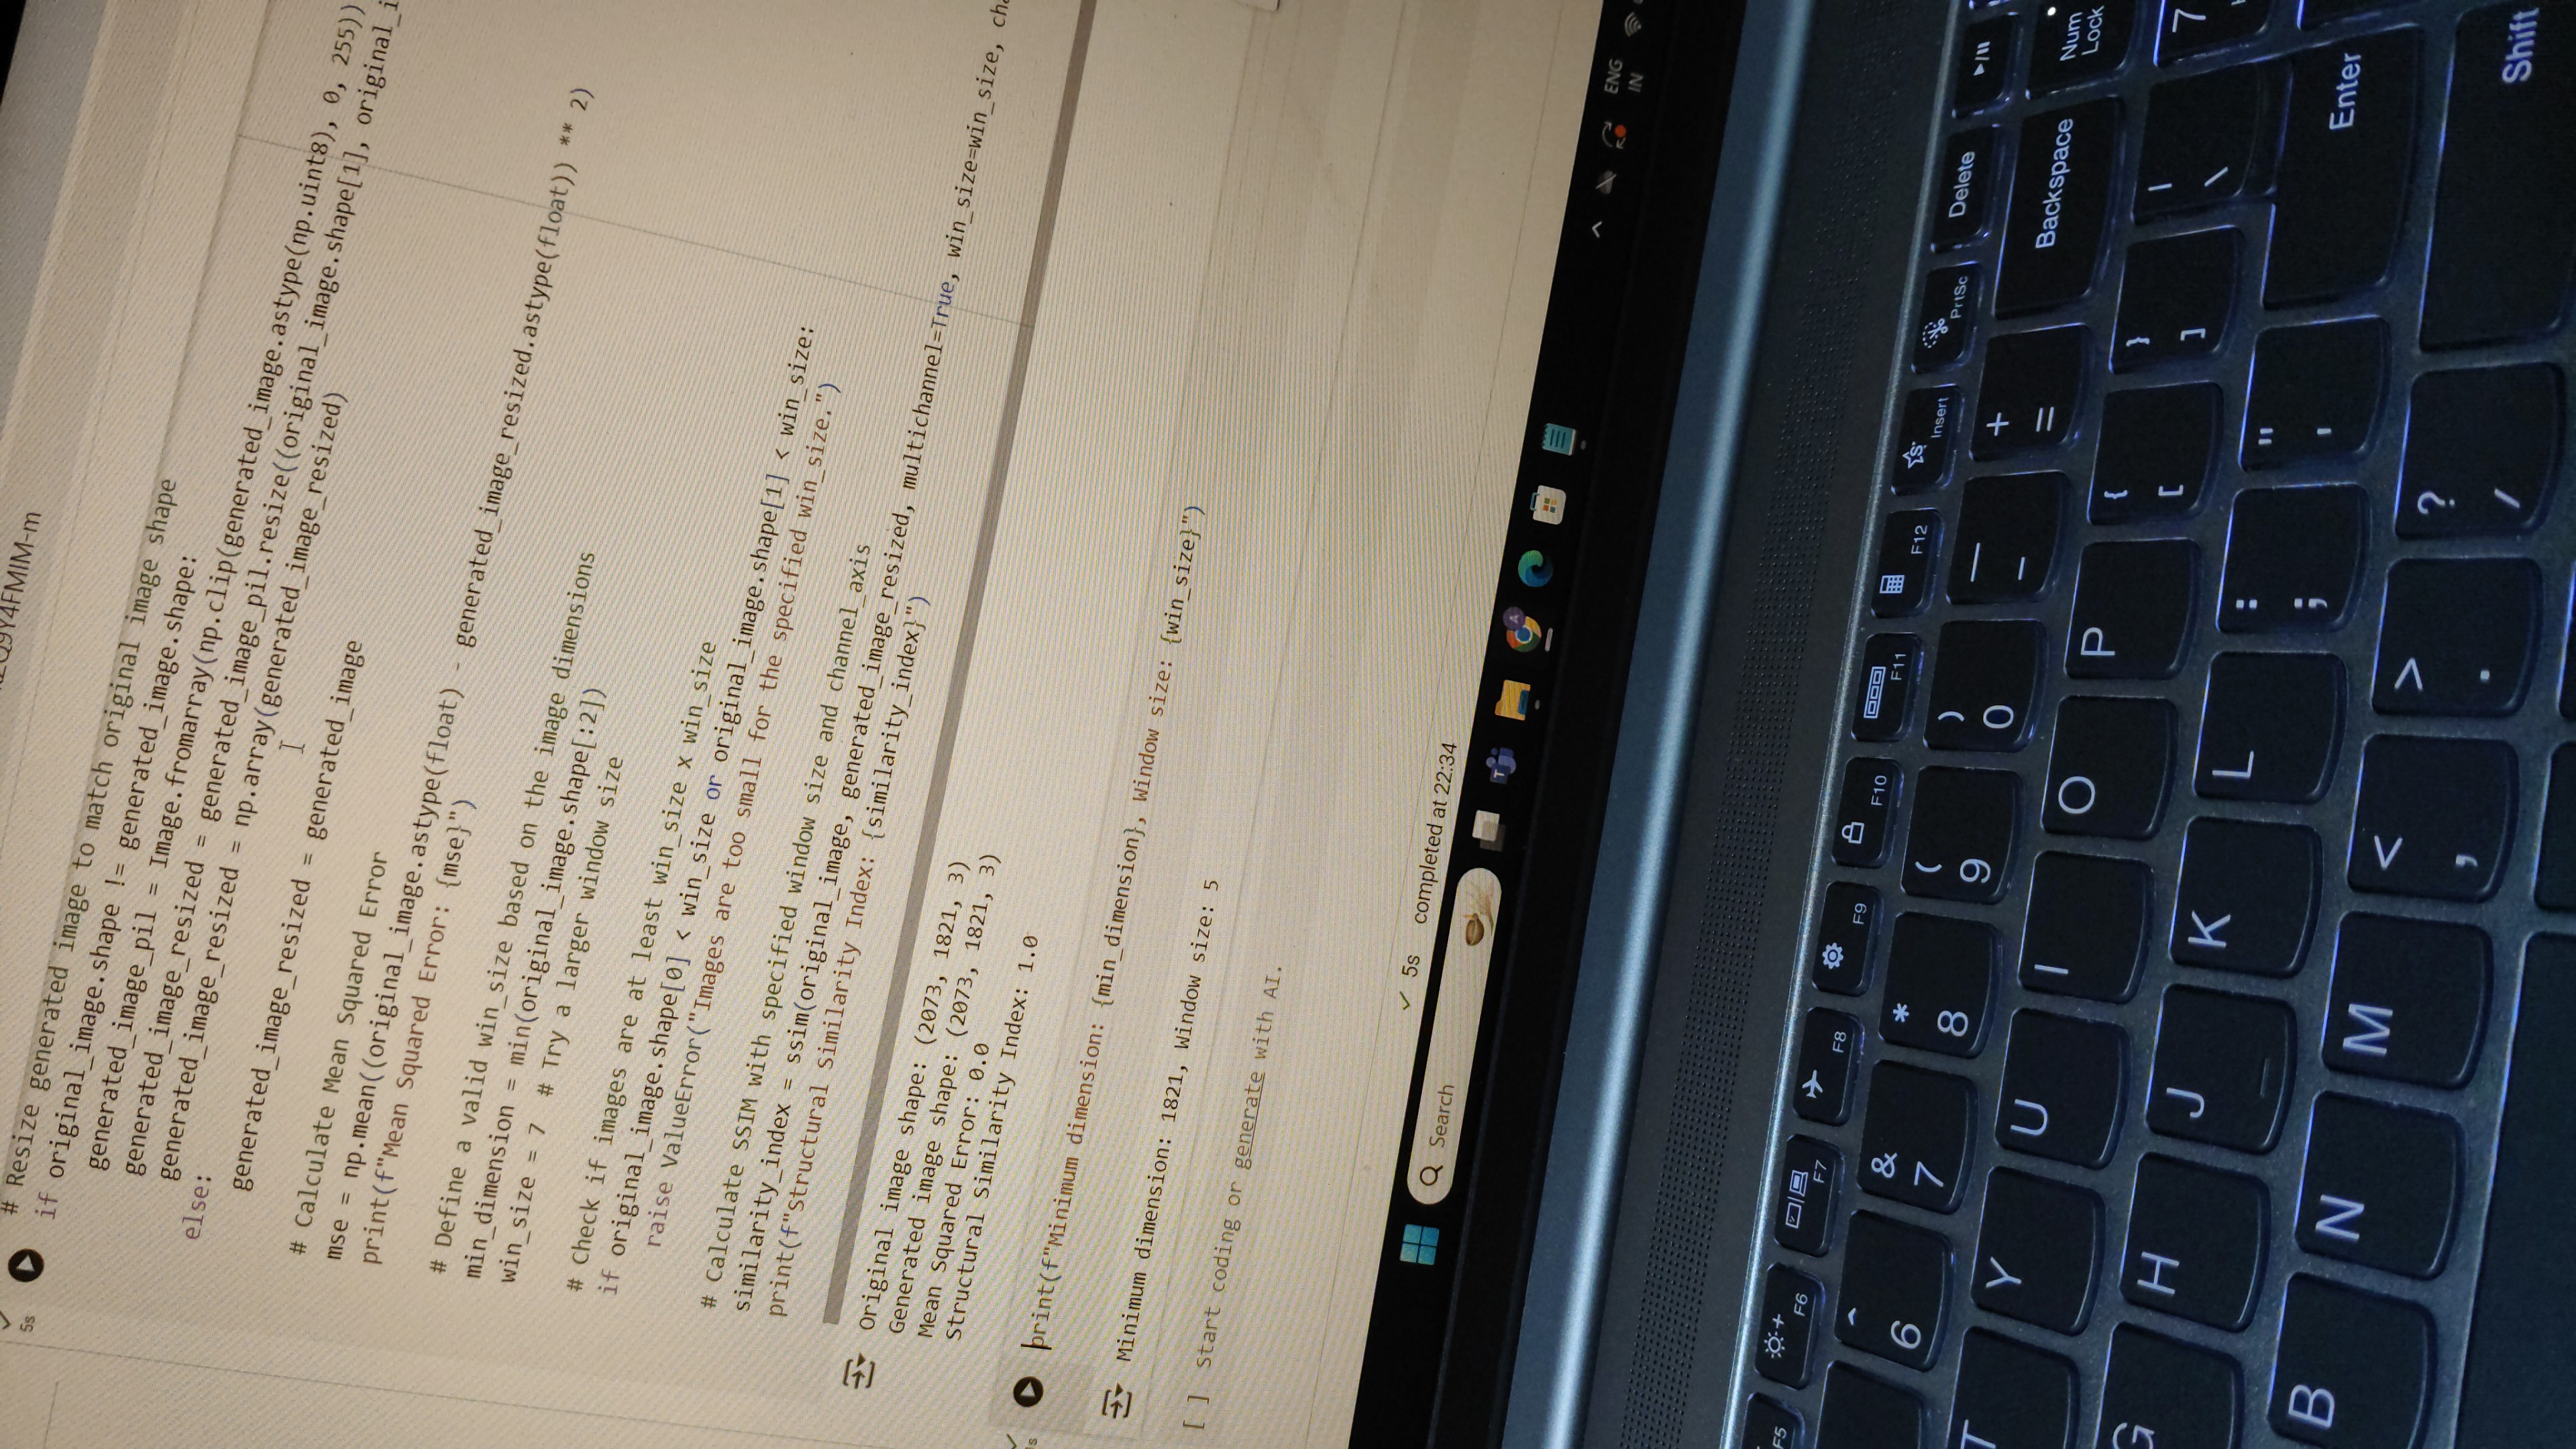 Q9Y4FMIM-m
5s
# Resize generated image to match original image shape
if original_image.shape != generated_image.shape:
generated_image_pil = Image.fromarray(np.clip(generated_image.astype(np.uint8), 0, 255))
generated_image_resized = generated_image_pil.resize((original_image.shape[1], original_i
generated_image_resized = np.array(generated_image_resized)
else:
generated_image_resized = generated_image
# Calculate Mean Squared Error
mse = np.mean((original_image.astype(float) - generated_image_resized.astype(float)) ** 2)
print(f"Mean Squared Error: {mse}")
# Define a valid win_size based on the image dimensions
min_dimension = min(original_image.shape[:2])
win_size = 7 # Try a larger window size
# Check if images are at least win_size x win_size
if original_image.shape[0] < win_size or original_image.shape[1] < win_size:
raise ValueError("Images are too small for the specified win_size.")
# Calculate SSIM with specified window size and channel_axis
similarity_index = ssim(original_image, generated_image_resized, multichannel=True, win_size=win_size, cha
print(f"Structural Similarity Index: {similarity_index}")
Original image shape: (2073, 1821, 3)
Generated image shape: (2073, 1821, 3)
Mean Squared Error: 0.0
Structural Similarity Index: 1.0
print(f"Minimum dimension: {min_dimension}, Window size: {win_size}")
Minimum dimension: 1821, Window size: 5
[ ] Start coding or generate with AI.
5s completed at 22:34
Search
ENG
IN
F5 F6 F7 F8 F9 F10 F11 F12 Insert PrtSc Delete
^ & * ( ) — +
6 7 8 9 0 - = Backspace Num Lock
T Y U I O P { [ } ] | \ 7
G H J K L : ; " ' Enter
B N M < , > . ? / Shift